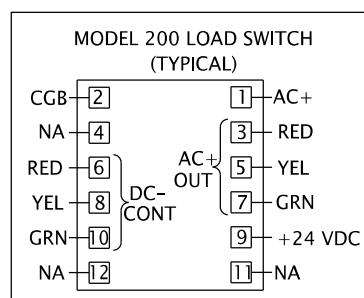 MODEL 200 LOAD SWITCH
(TYPICAL)
CGB 2 1 AC+
NA 4 3 RED
RED 6 AC+ 5 YEL
YEL 8 DC- OUT 7 GRN
CONT
GRN 10 9 +24 VDC
NA 12 11 NA